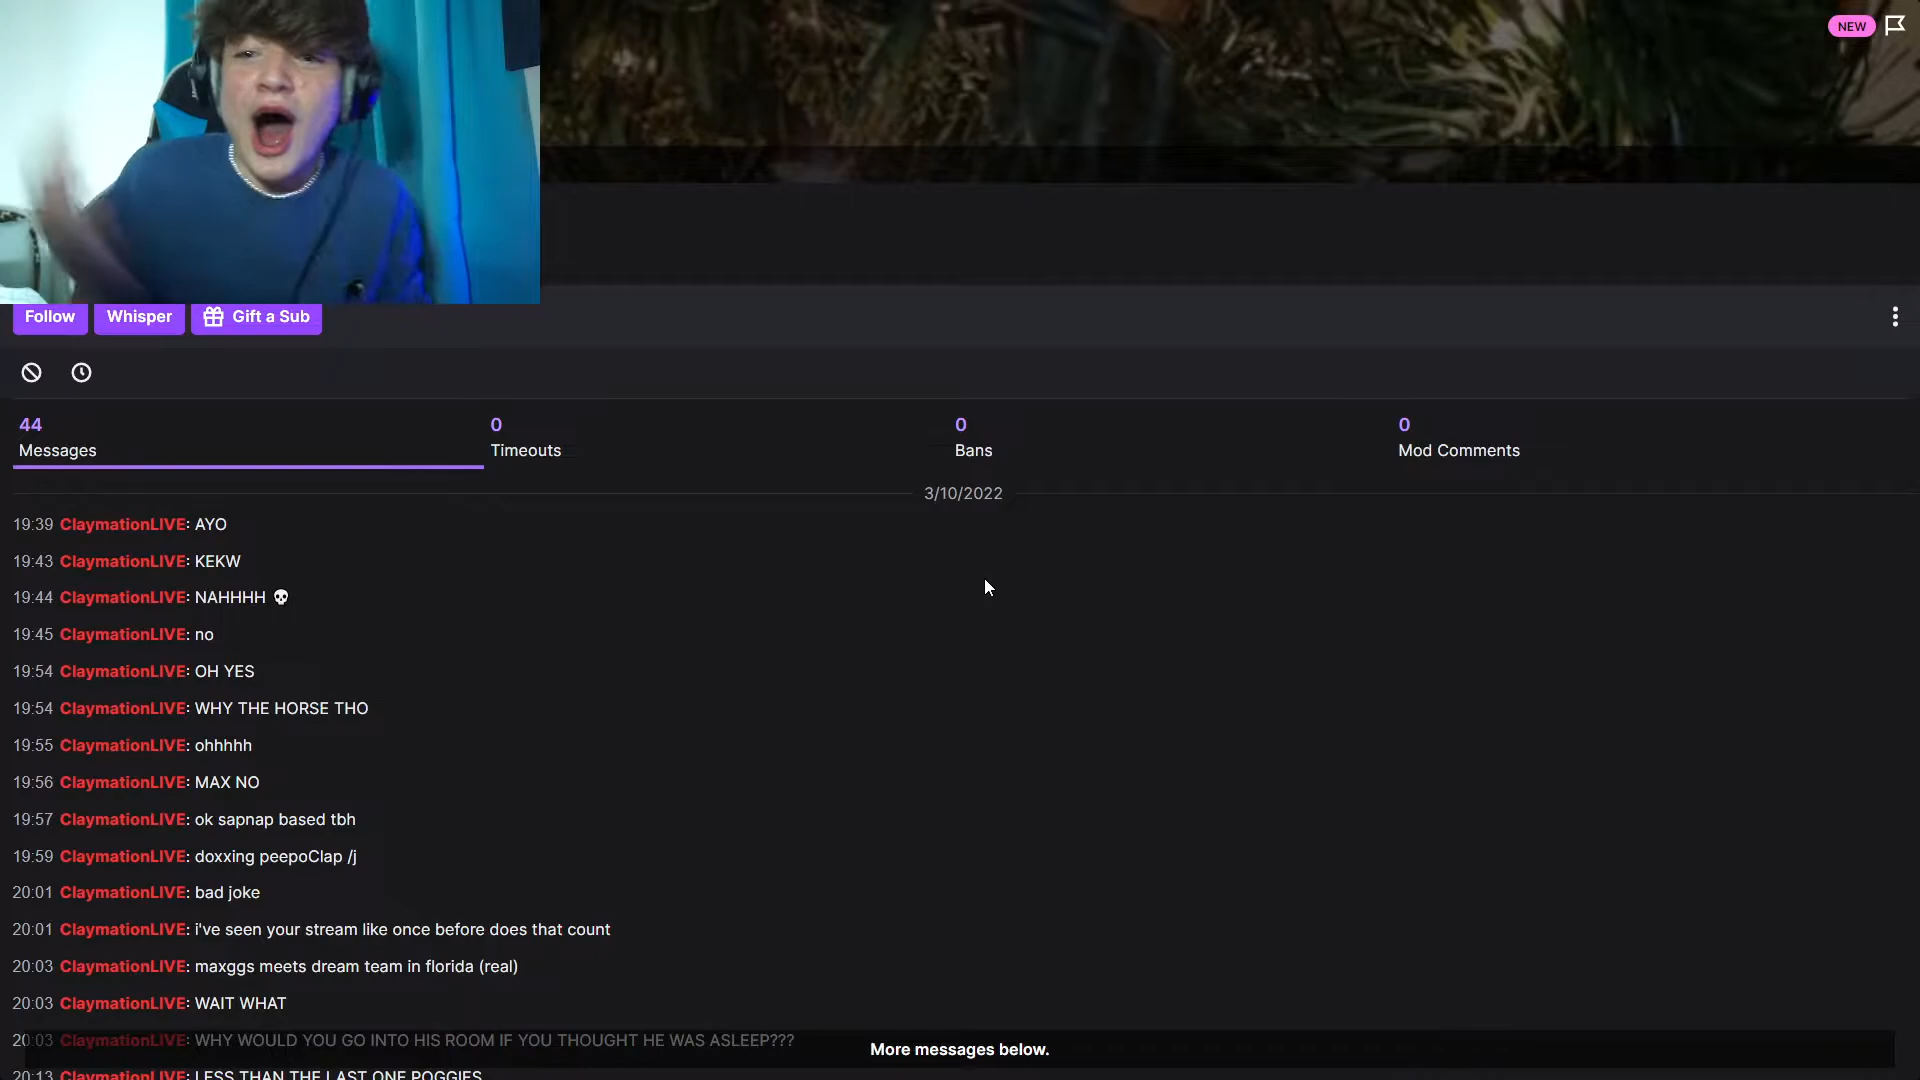 NEW
Follow Whisper Gift a Sub
44 0 0 0
Messages Timeouts Bans Mod Comments
3/10/2022
19:39 ClaymationLIVE: AYO
19:43 ClaymationLIVE: KEKW
19:44 ClaymationLIVE: NAHHHH 💀
19:45 ClaymationLIVE: no
19:54 ClaymationLIVE: OH YES
19:54 ClaymationLIVE: WHY THE HORSE THO
19:55 ClaymationLIVE: ohhhhh
19:56 ClaymationLIVE: MAX NO
19:57 ClaymationLIVE: ok sapnap based tbh
19:59 ClaymationLIVE: doxxing peepoClap /j
20:01 ClaymationLIVE: bad joke
20:01 ClaymationLIVE: i've seen your stream like once before does that count
20:03 ClaymationLIVE: maxggs meets dream team in florida (real)
20:03 ClaymationLIVE: WAIT WHAT
20:03 ClaymationLIVE: WHY WOULD YOU GO INTO HIS ROOM IF YOU THOUGHT HE WAS ASLEEP???
More messages below.
20:13 ClaymationLIVE: LESS THAN THE LAST ONE POGGIES